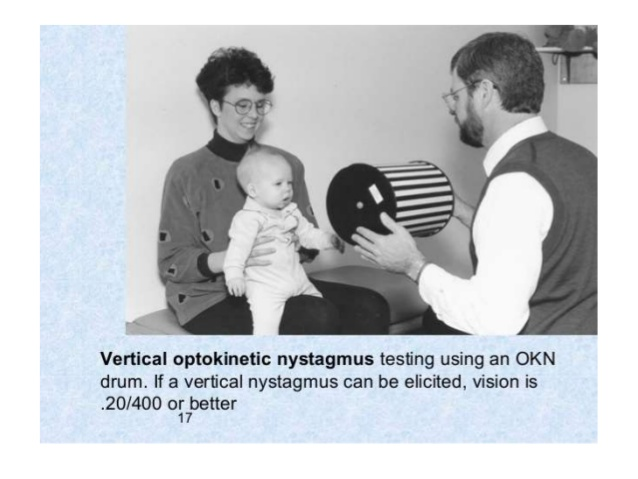 Vertical optokinetic nystagmus testing using an OKN
drum. If a vertical nystagmus can be elicited, vision is
.20/400 or better
17